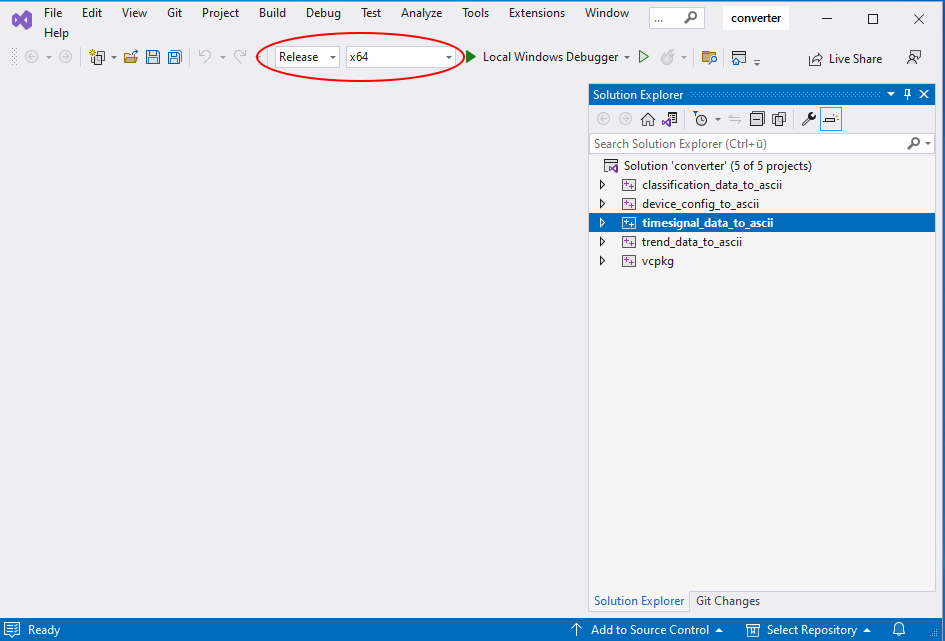 File Edit View Git Project Build Debug Test Analyze Tools Extensions Window ... converter
Help
Release x64 Local Windows Debugger Live Share
Solution Explorer
Search Solution Explorer (Ctrl+ü)
Solution 'converter' (5 of 5 projects)
classification_data_to_ascii
device_config_to_ascii
timesignal_data_to_ascii
trend_data_to_ascii
vcpkg
Solution Explorer Git Changes
Ready Add to Source Control Select Repository